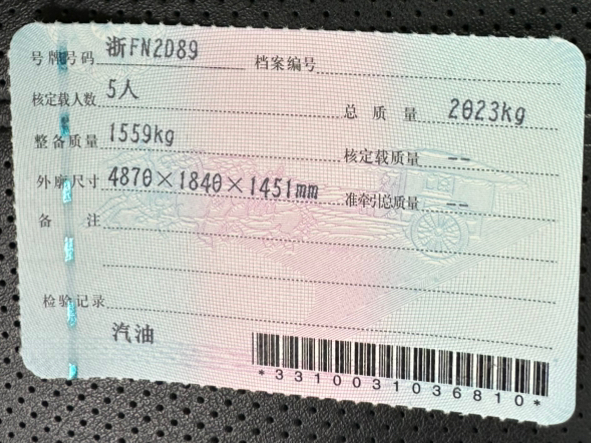 号牌号码 浙FN2D89 档案编号
核定载人数 5人 总质量 2023kg
整备质量 1559kg 核定载质量 --
外廓尺寸 4870×1840×1451mm 准牵引总质量 --
备注
检验记录
汽油
*3310031036810*